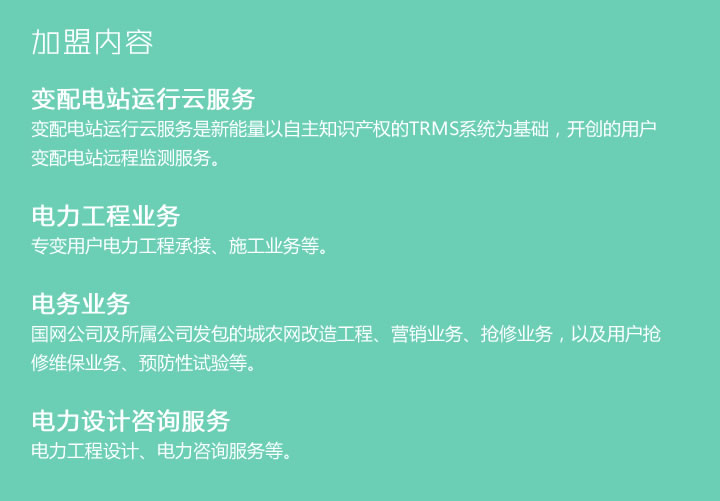 加盟内容
变配电站运行云服务
变配电站运行云服务是新能量以自主知识产权的TRMS系统为基础，开创的用户
变配电站远程监测服务。
电力工程业务
专变用户电力工程承接、施工业务等。
电务业务
国网公司及所属公司发包的城农网改造工程、营销业务、抢修业务，以及用户抢
修维保业务、预防性试验等。
电力设计咨询服务
电力工程设计、电力咨询服务等。